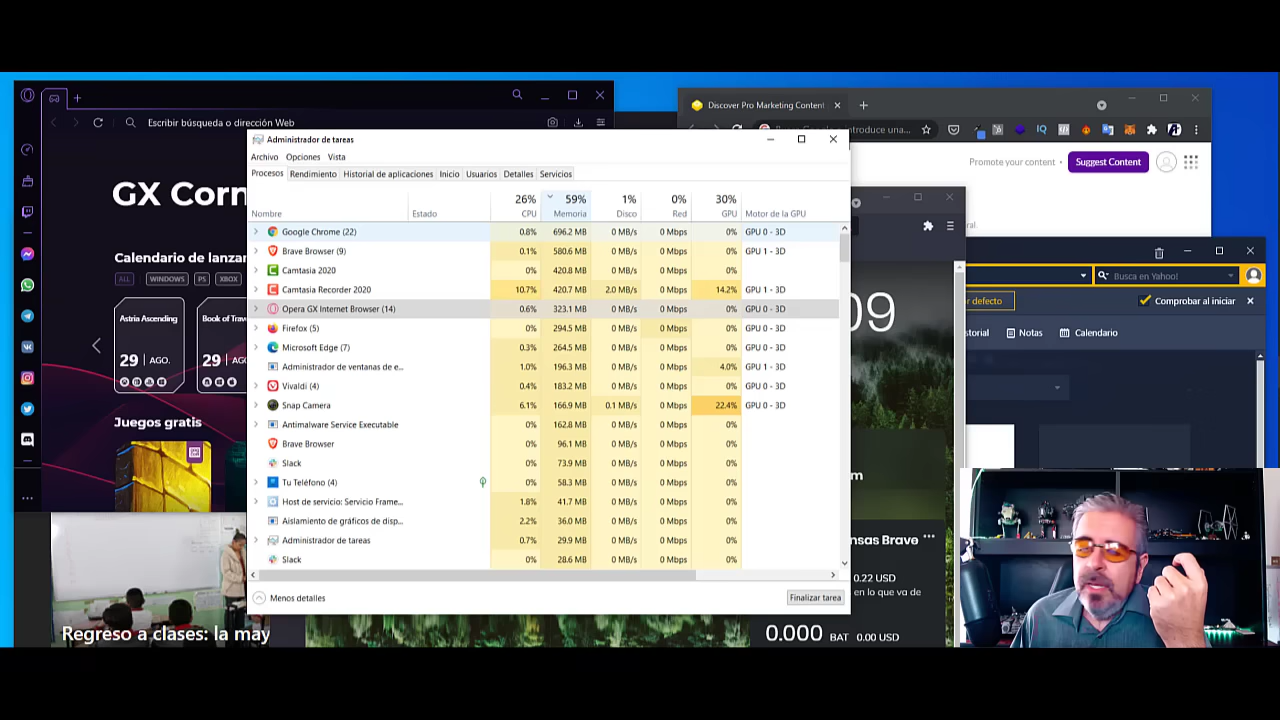 Escribir búsqueda o dirección Web
GX Corn
Calendario de lanza
ALL
WINDOWS
PS
XBOX
Astria Ascending
29 AGO.
Book of Trav
29 AG
Juegos gratis
Regreso a clases: la may
Discover Pro Marketing Content
introduce una...
Promote your content
Suggest Content
Administrador de tareas
Archivo Opciones Vista
Procesos Rendimiento Historial de aplicaciones Inicio Usuarios Detalles Servicios
26% 59% 1% 0% 30%
Nombre Estado CPU Memoria Disco Red GPU Motor de la GPU
Google Chrome (22) 0.8% 696.2 MB 0 MB/s 0 Mbps 0% GPU 0 - 3D
Brave Browser (9) 0.1% 580.6 MB 0 MB/s 0 Mbps 0% GPU 1 - 3D
Camtasia 2020 0% 420.8 MB 0 MB/s 0 Mbps 0%
Camtasia Recorder 2020 10.7% 420.7 MB 2.0 MB/s 0 Mbps 14.2% GPU 1 - 3D
Opera GX Internet Browser (14) 0.6% 323.1 MB 0 MB/s 0 Mbps 0% GPU 0 - 3D
Firefox (5) 0% 294.5 MB 0 MB/s 0 Mbps 0% GPU 0 - 3D
Microsoft Edge (7) 0.3% 264.5 MB 0 MB/s 0 Mbps 0% GPU 0 - 3D
Administrador de ventanas de e... 1.0% 196.3 MB 0 MB/s 0 Mbps 4.0% GPU 1 - 3D
Vivaldi (4) 0.4% 183.2 MB 0 MB/s 0 Mbps 0% GPU 0 - 3D
Snap Camera 6.1% 166.9 MB 0.1 MB/s 0 Mbps 22.4% GPU 0 - 3D
Antimalware Service Executable 0% 162.8 MB 0 MB/s 0 Mbps 0%
Brave Browser 0% 96.1 MB 0 MB/s 0 Mbps 0%
Slack 0% 73.9 MB 0 MB/s 0 Mbps 0%
Tu Teléfono (4) 0% 58.3 MB 0 MB/s 0 Mbps 0%
Host de servicio: Servicio Frame... 1.8% 41.7 MB 0 MB/s 0 Mbps 0%
Aislamiento de gráficos de disp... 2.2% 36.0 MB 0 MB/s 0 Mbps 0%
Administrador de tareas 0.7% 29.9 MB 0 MB/s 0 Mbps 0%
Slack 0% 28.6 MB 0 MB/s 0 Mbps 0%
Menos detalles
Finalizar tarea
ral.
09
m
nsas Brave
0.22 USD
en lo que va de
0.000 BAT 0.00 USD
Busca en Yahoo!
r defecto
Comprobar al iniciar
storial
Notas
Calendario